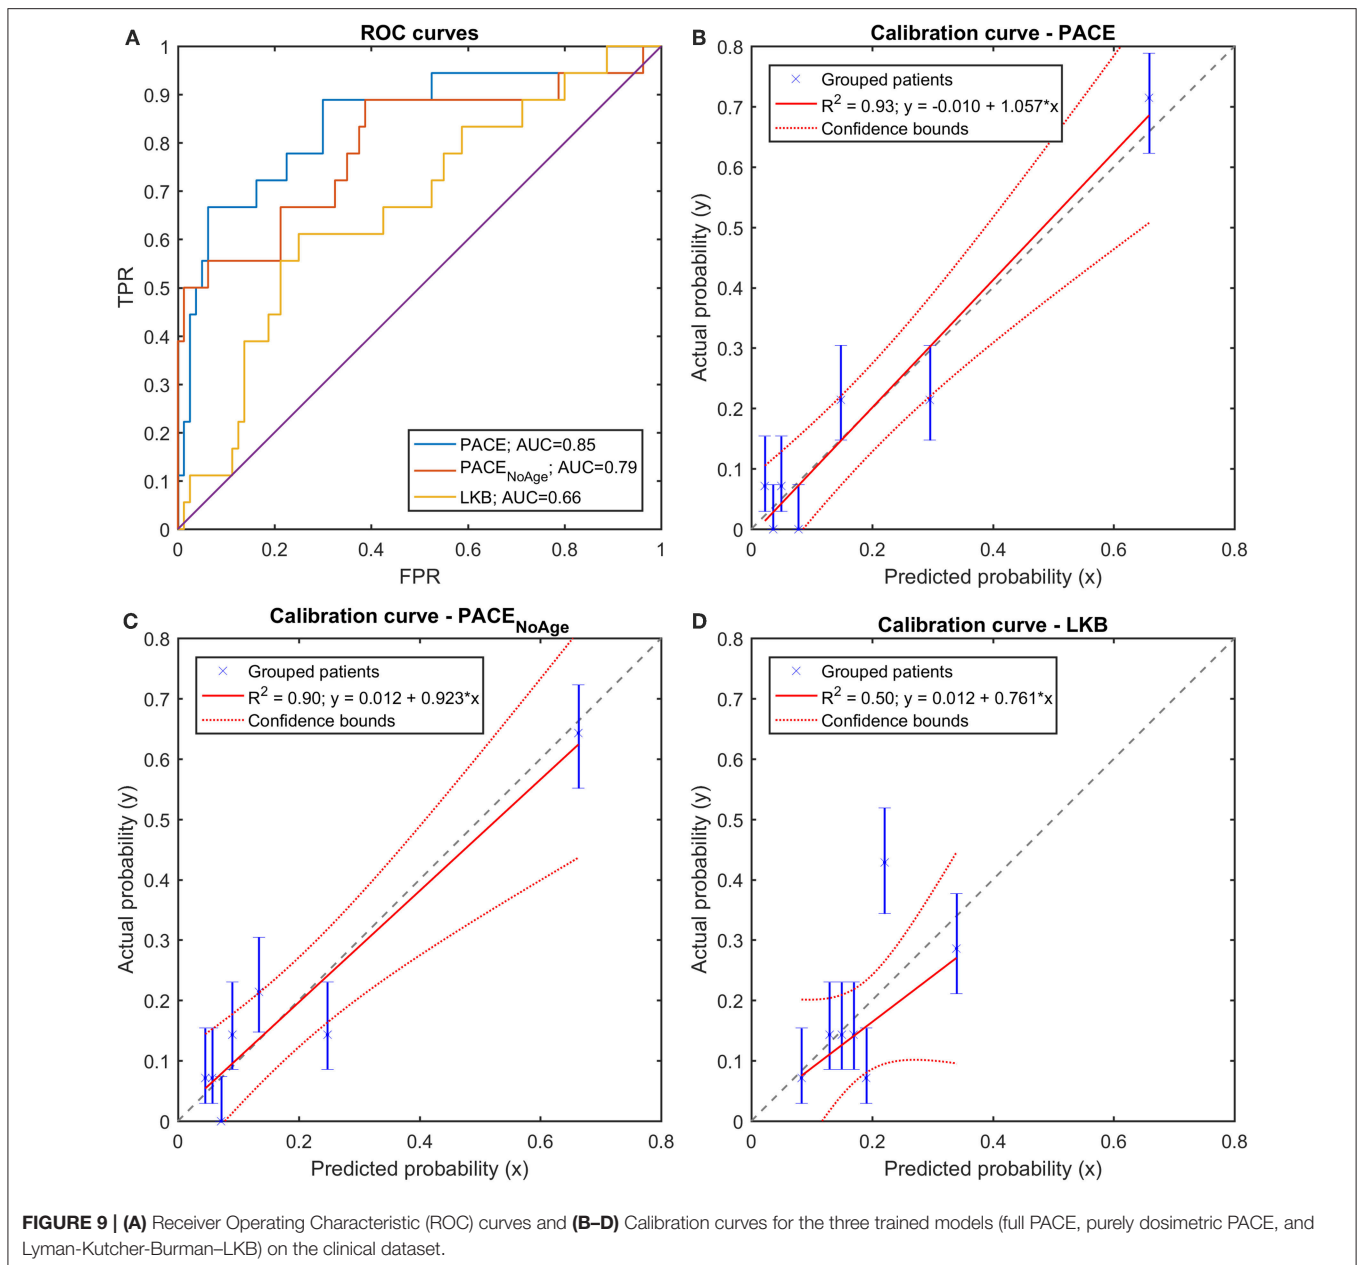 A
ROC curves
1
0.9
0.8
0.7
0.6
0.5
0.4
0.3
0.2
0.1
0
TPR
PACE; AUC=0.85
PACE_NoAge; AUC=0.79
LKB; AUC=0.66
0 0.2 0.4 0.6 0.8 1
FPR
B
Calibration curve - PACE
0.8
0.7
0.6
0.5
0.4
0.3
0.2
0.1
0
Actual probability (y)
Grouped patients
R² = 0.93; y = -0.010 + 1.057*x
Confidence bounds
0 0.2 0.4 0.6 0.8
Predicted probability (x)
C
Calibration curve - PACE_NoAge
0.8
0.7
0.6
0.5
0.4
0.3
0.2
0.1
0
Actual probability (y)
Grouped patients
R² = 0.90; y = 0.012 + 0.923*x
Confidence bounds
0 0.2 0.4 0.6 0.8
Predicted probability (x)
D
Calibration curve - LKB
0.8
0.7
0.6
0.5
0.4
0.3
0.2
0.1
0
Actual probability (y)
Grouped patients
R² = 0.50; y = 0.012 + 0.761*x
Confidence bounds
0 0.2 0.4 0.6 0.8
Predicted probability (x)
FIGURE 9 | (A) Receiver Operating Characteristic (ROC) curves and (B–D) Calibration curves for the three trained models (full PACE, purely dosimetric PACE, and
Lyman-Kutcher-Burman–LKB) on the clinical dataset.